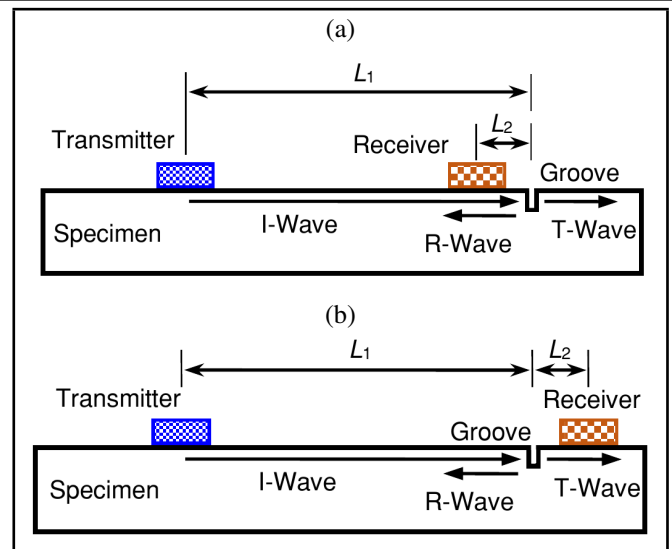 (a)
L1
L2
Transmitter
Receiver
Groove
I-Wave
Specimen
R-Wave
T-Wave
(b)
L1
L2
Transmitter
Receiver
Groove
I-Wave
Specimen
R-Wave
T-Wave